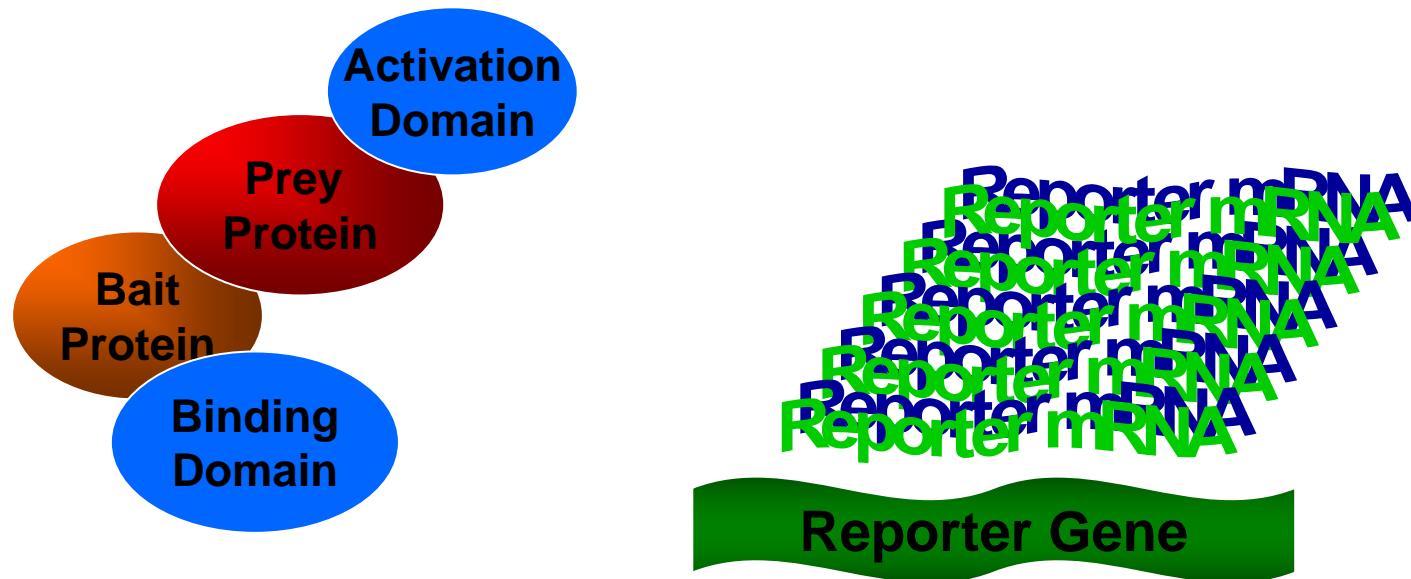 Activation
Domain
Prey
Protein
Bait
Protein
Binding
Domain
Reporter mRNA
Reporter mRNA
Reporter mRNA
Reporter mRNA
Reporter mRNA
Reporter Gene